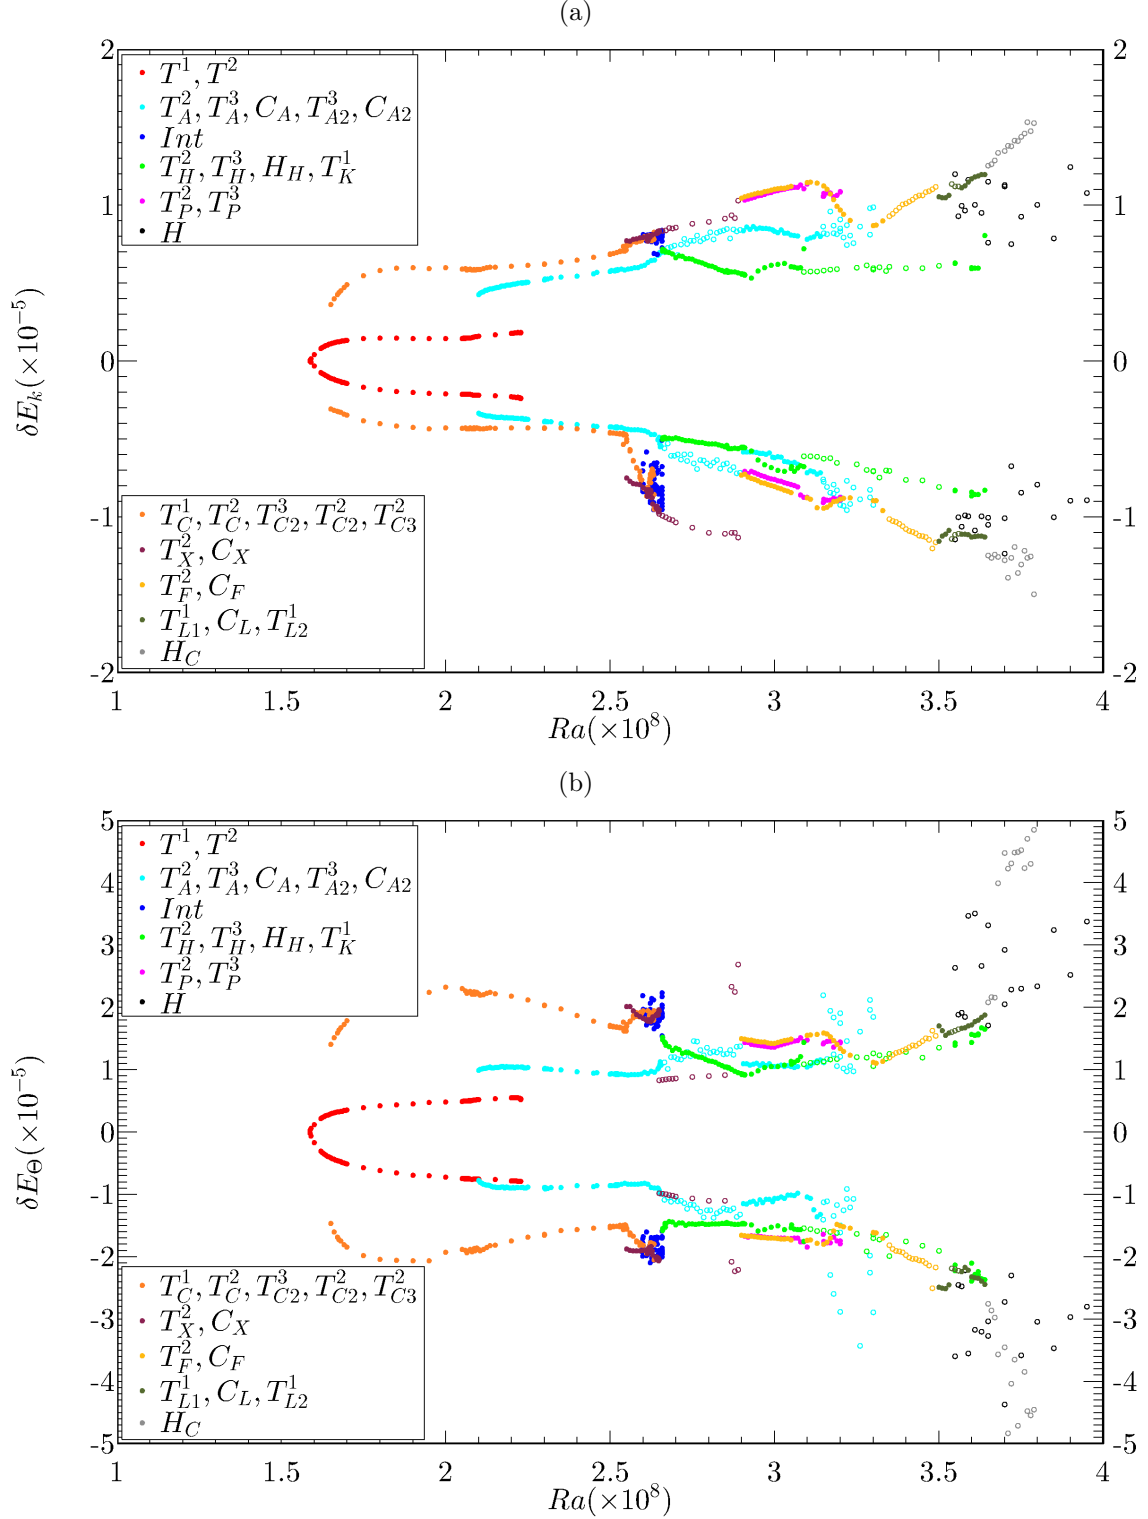 (a)
2
1
0
-1
-2
2
1
0
-1
-2
δE_k(×10^{-5})
T^1, T^2
T_A^2, T_A^3, C_A, T_{A2}^3, C_{A2}
Int
T_H^2, T_H^3, H_H, T_K^1
T_P^2, T_P^3
H
T_C^1, T_C^2, T_{C2}^3, T_{C2}^2, T_{C3}^2
T_X^2, C_X
T_F^2, C_F
T_{L1}^1, C_L, T_{L2}^1
H_C
1 1.5 2 2.5 3 3.5 4
Ra(×10^8)
(b)
5
4
3
2
1
0
-1
-2
-3
-4
-5
5
4
3
2
1
0
-1
-2
-3
-4
-5
δE_Θ(×10^{-5})
T^1, T^2
T_A^2, T_A^3, C_A, T_{A2}^3, C_{A2}
Int
T_H^2, T_H^3, H_H, T_K^1
T_P^2, T_P^3
H
T_C^1, T_C^2, T_{C2}^3, T_{C2}^2, T_{C3}^2
T_X^2, C_X
T_F^2, C_F
T_{L1}^1, C_L, T_{L2}^1
H_C
1 1.5 2 2.5 3 3.5 4
Ra(×10^8)